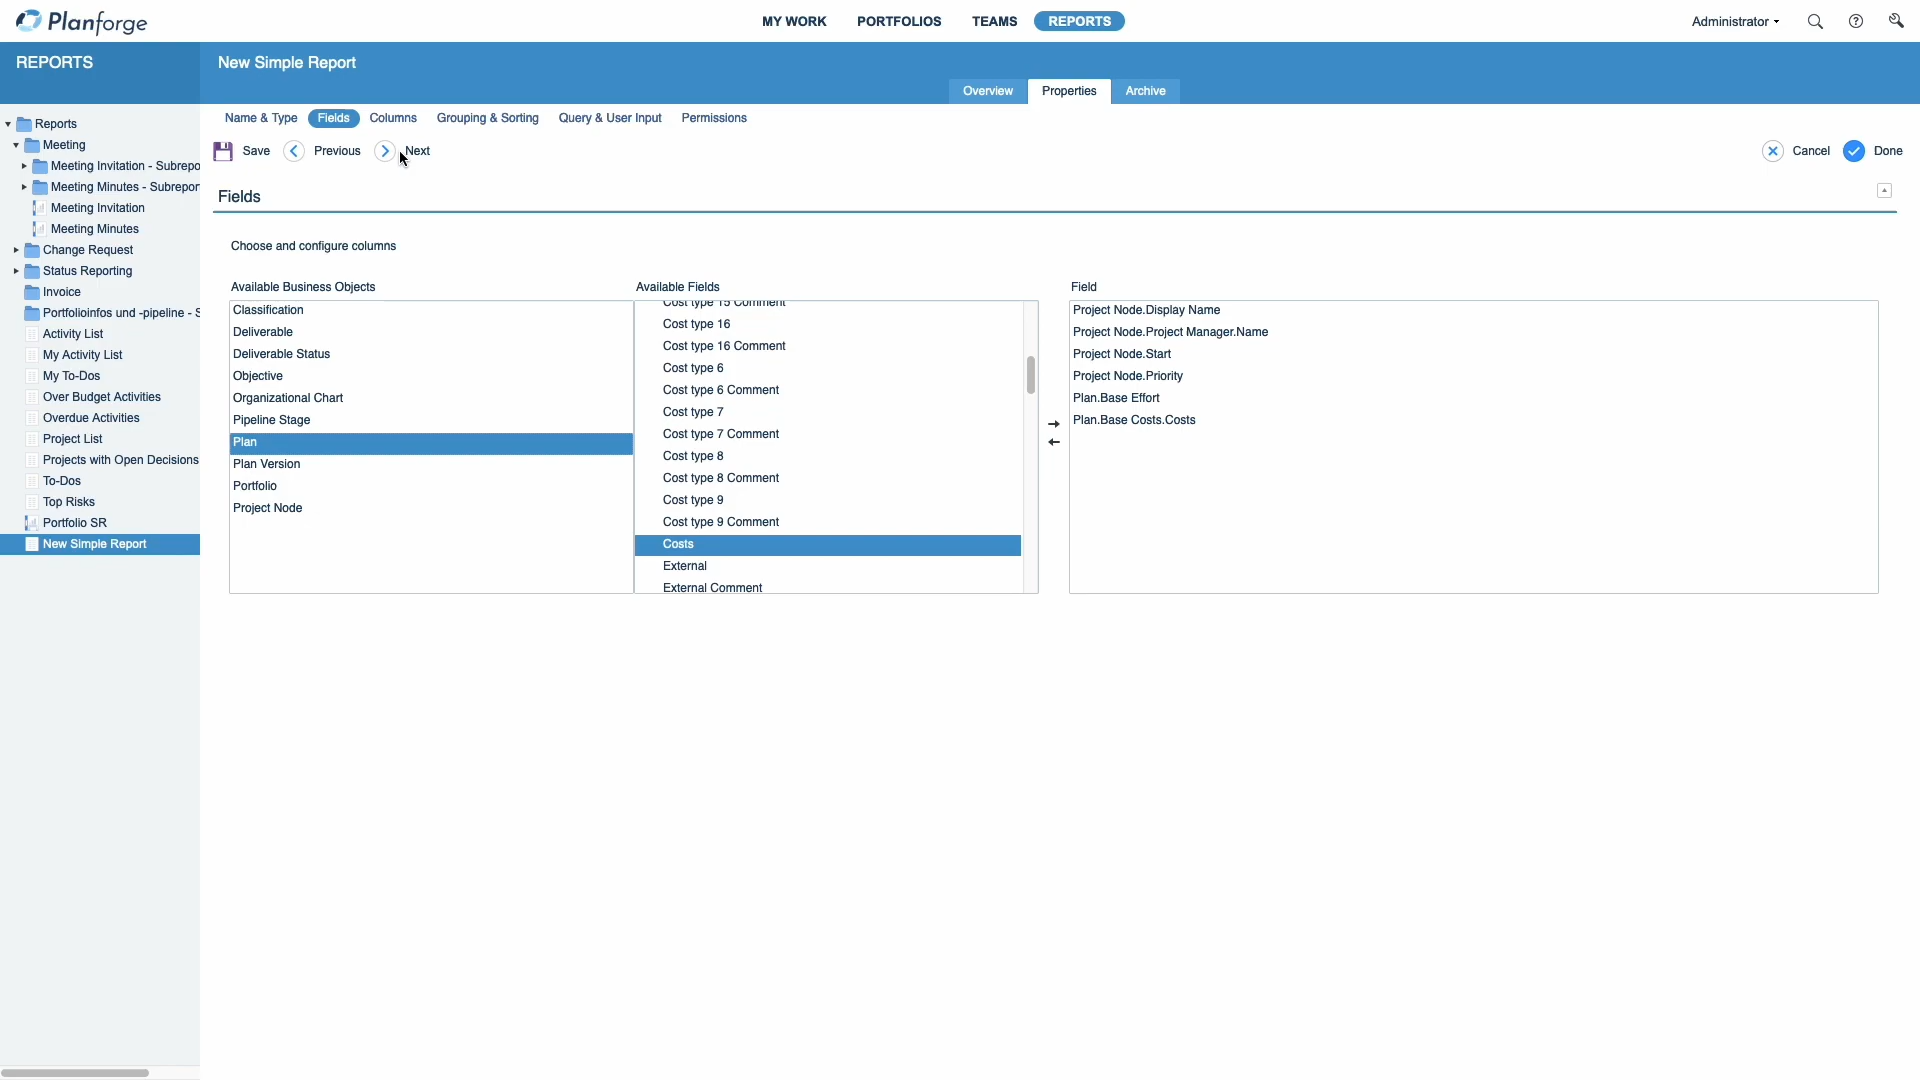 Planforge
MY WORK PORTFOLIOS TEAMS REPORTS
Administrator
REPORTS
New Simple Report
Overview Properties Archive
Name & Type Fields Columns Grouping & Sorting Query & User Input Permissions
Save Previous Next
Cancel Done
Reports
Meeting
Meeting Invitation - Subrepo
Meeting Minutes - Subrepor
Meeting Invitation
Meeting Minutes
Change Request
Status Reporting
Invoice
Portfolioinfos und -pipeline - S
Activity List
My Activity List
My To-Dos
Over Budget Activities
Overdue Activities
Project List
Projects with Open Decisions
To-Dos
Top Risks
Portfolio SR
New Simple Report
Fields
Choose and configure columns
Available Business Objects
Classification
Deliverable
Deliverable Status
Objective
Organizational Chart
Pipeline Stage
Plan
Plan Version
Portfolio
Project Node
Available Fields
Cost type 15 Comment
Cost type 16
Cost type 16 Comment
Cost type 6
Cost type 6 Comment
Cost type 7
Cost type 7 Comment
Cost type 8
Cost type 8 Comment
Cost type 9
Cost type 9 Comment
Costs
External
External Comment
Field
Project Node.Display Name
Project Node.Project Manager.Name
Project Node.Start
Project Node.Priority
Plan.Base Effort
Plan.Base Costs.Costs